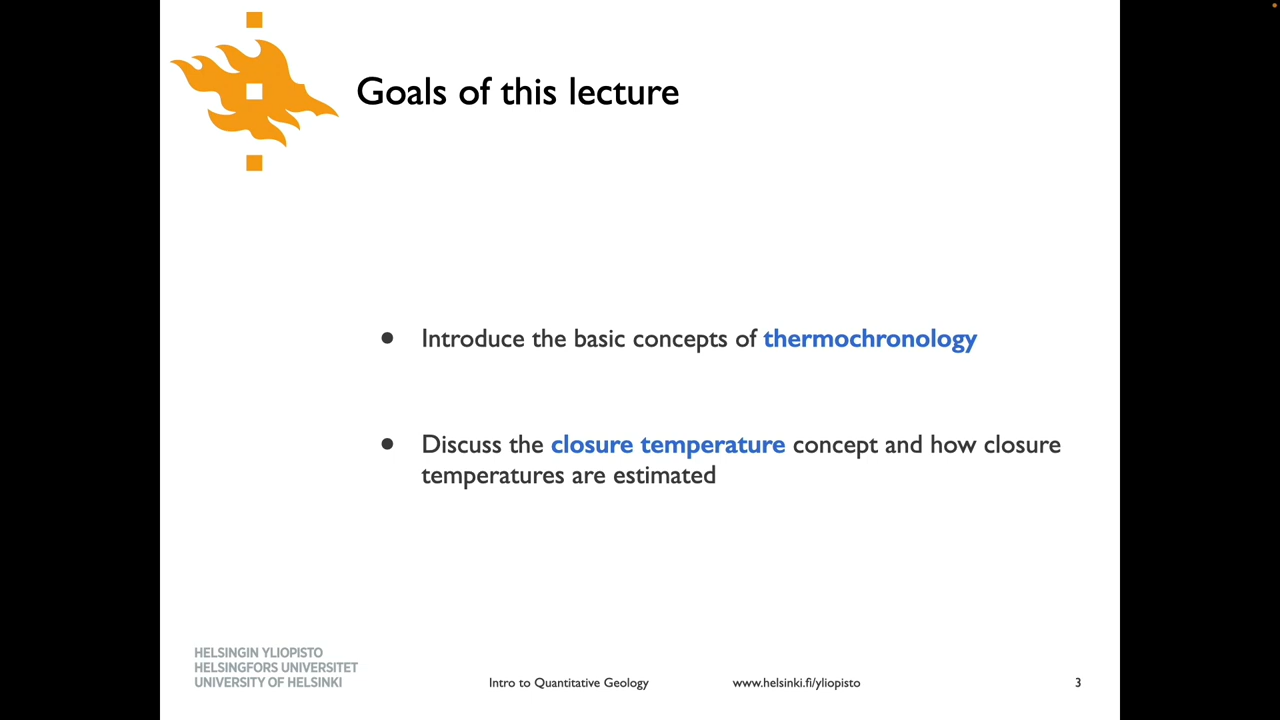 Goals of this lecture
● Introduce the basic concepts of thermochronology
● Discuss the closure temperature concept and how closure
temperatures are estimated
HELSINGIN YLIOPISTO
HELSINGFORS UNIVERSITET
UNIVERSITY OF HELSINKI
Intro to Quantitative Geology
www.helsinki.fi/yliopisto
3